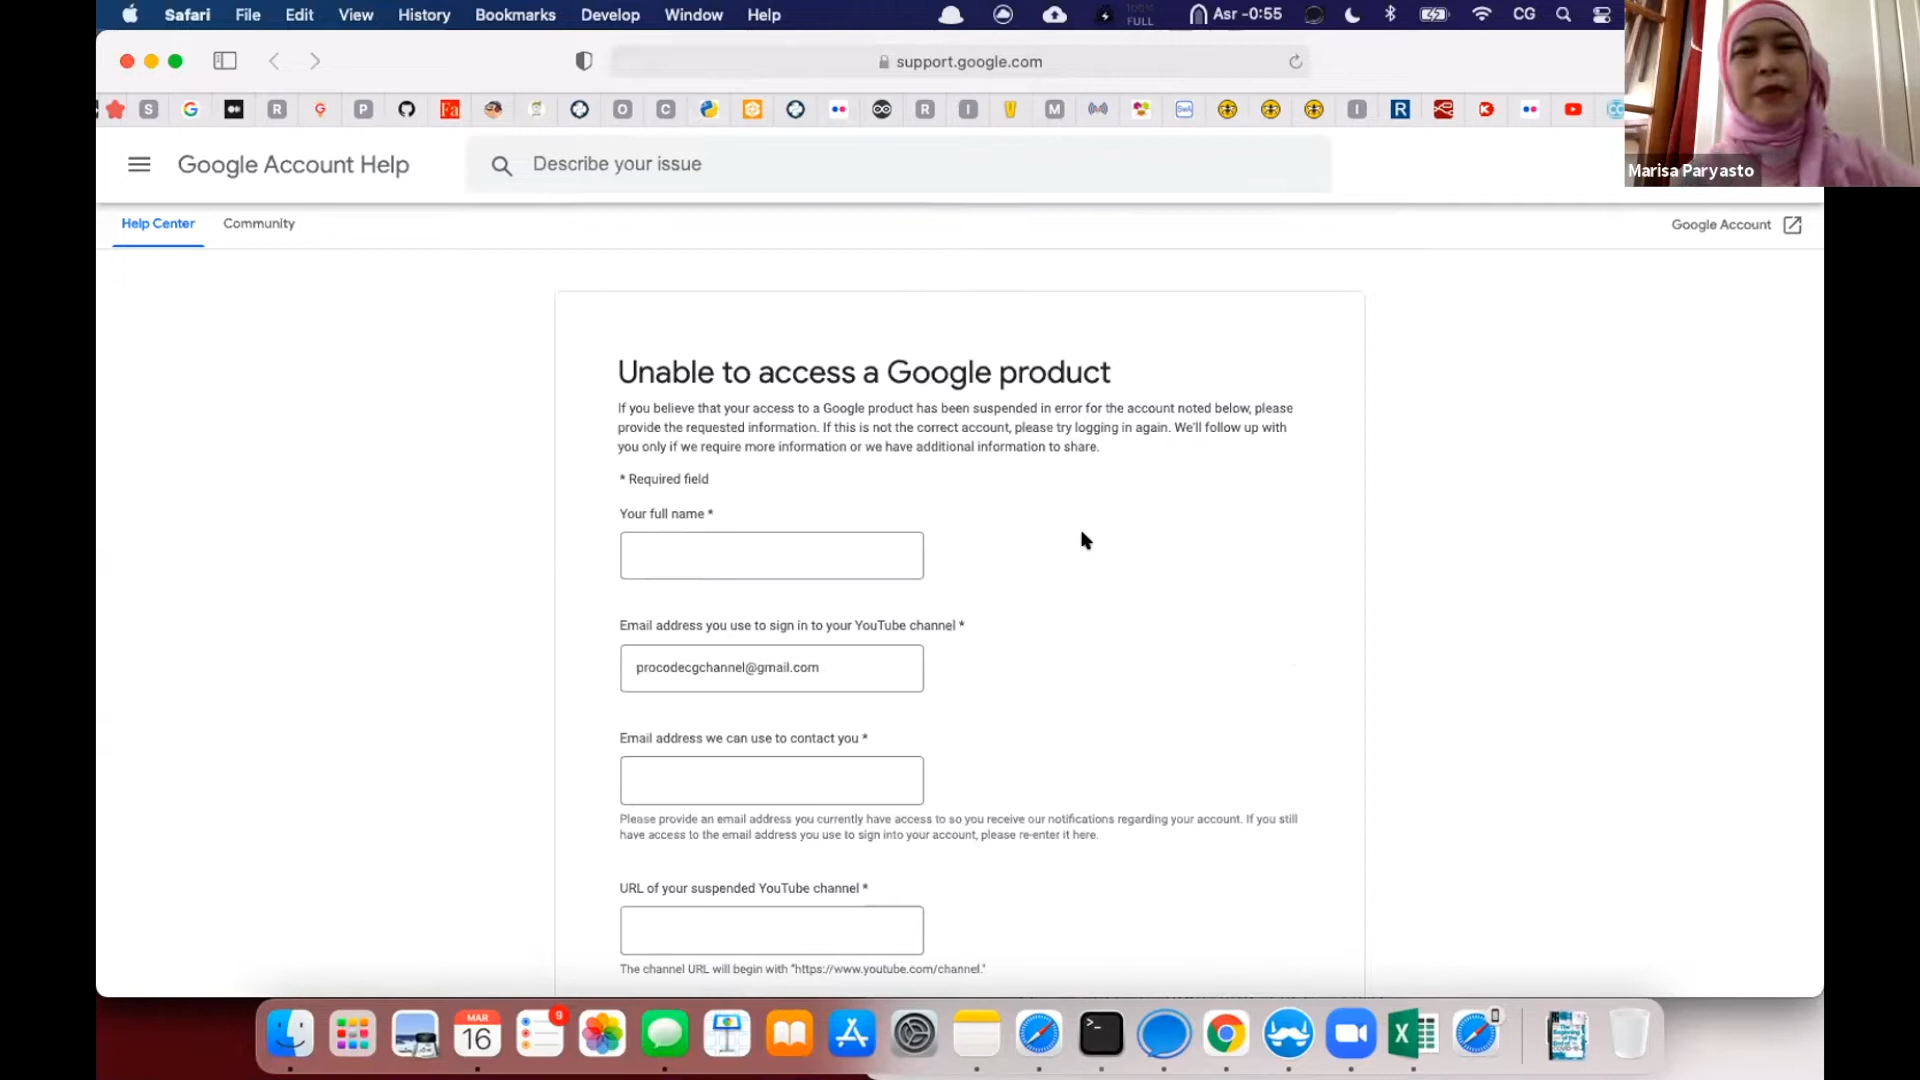 Safari File Edit View History Bookmarks Develop Window Help 100% FULL Asr -0:55 CG
support.google.com
S G R G P Fa O C R I M SwA I R K
Google Account Help
Describe your issue
Marisa Paryasto
Help Center Community
Google Account
Unable to access a Google product
If you believe that your access to a Google product has been suspended in error for the account noted below, please
provide the requested information. If this is not the correct account, please try logging in again. We'll follow up with
you only if we require more information or we have additional information to share.
* Required field
Your full name *
Email address you use to sign in to your YouTube channel *
procodecgchannel@gmail.com
Email address we can use to contact you *
Please provide an email address you currently have access to so you receive our notifications regarding your account. If you still
have access to the email address you use to sign into your account, please re-enter it here.
URL of your suspended YouTube channel *
The channel URL will begin with "https://www.youtube.com/channel."
MAR
16
9